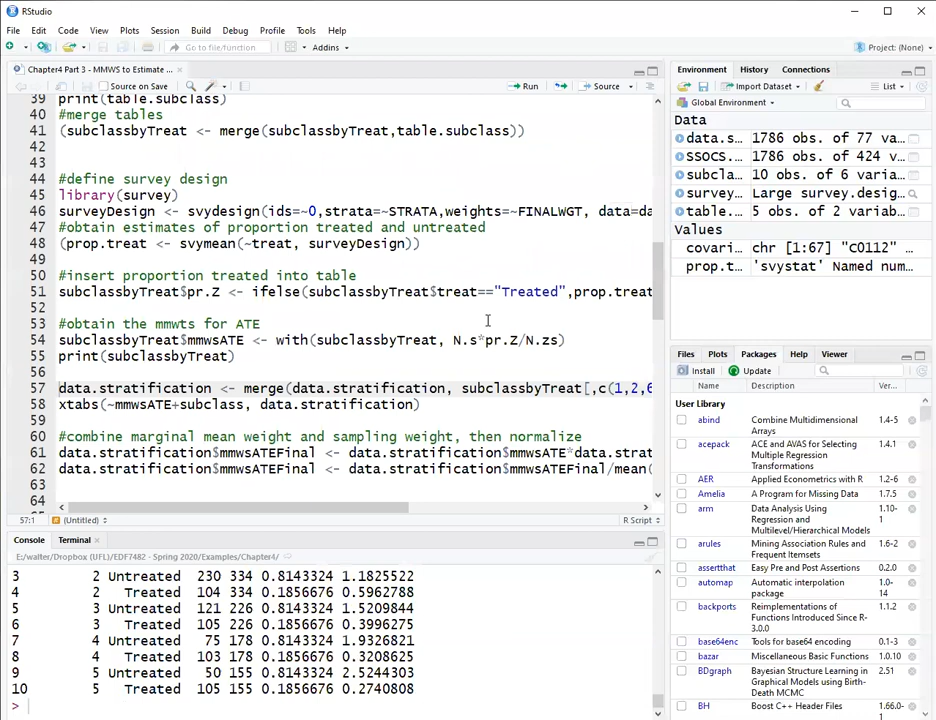 RStudio
File Edit Code View Plots Session Build Debug Profile Tools Help
Go to file/function Addins Project: (None)
Chapter4 Part 3 - MMWS to Estimate ...
Source on Save Run Source
39 print(table.subclass)
40 #merge tables
41 (subclassbyTreat <- merge(subclassbyTreat,table.subclass))
42
43
44 #define survey design
45 library(survey)
46 surveyDesign <- svydesign(ids=~0,strata=~STRATA,weights=~FINALWGT, data=da
47 #obtain estimates of proportion treated and untreated
48 (prop.treat <- svymean(~treat, surveyDesign))
49
50 #insert proportion treated into table
51 subclassbyTreat$pr.Z <- ifelse(subclassbyTreat$treat=="Treated",prop.treat
52
53 #obtain the mmwts for ATE
54 subclassbyTreat$mmwsATE <- with(subclassbyTreat, N.s*pr.Z/N.zs)
55 print(subclassbyTreat)
56
57 data.stratification <- merge(data.stratification, subclassbyTreat[,c(1,2,6
58 xtabs(~mmwsATE+subclass, data.stratification)
59
60 #combine marginal mean weight and sampling weight, then normalize
61 data.stratification$mmwsATEFinal <- data.stratification$mmwsATE*data.strat
62 data.stratification$mmwsATEFinal <- data.stratification$mmwsATEFinal/mean(
63
64
57:1 (Untitled) R Script
Console Terminal
E:/walter/Dropbox (UFL)/EDF7482 - Spring 2020/Examples/Chapter4/
3 2 Untreated 230 334 0.8143324 1.1825522
4 2 Treated 104 334 0.1856676 0.5962788
5 3 Untreated 121 226 0.8143324 1.5209844
6 3 Treated 105 226 0.1856676 0.3996275
7 4 Untreated 75 178 0.8143324 1.9326821
8 4 Treated 103 178 0.1856676 0.3208625
9 5 Untreated 50 155 0.8143324 2.5244303
10 5 Treated 105 155 0.1856676 0.2740808
>
Environment History Connections
Import Dataset List
Global Environment
Data
data.s... 1786 obs. of 77 va...
SSOCS... 1786 obs. of 424 v...
subcla... 10 obs. of 6 varia...
survey... Large survey.desig...
table.... 5 obs. of 2 variab...
Values
covari... chr [1:67] "C0112" ...
prop.t... 'svystat' Named num...
Files Plots Packages Help Viewer
Install Update
Name Description Ver...
User Library
abind Combine Multidimensional Arrays 1.4-5
acepack ACE and AVAS for Selecting Multiple Regression Transformations 1.4.1
AER Applied Econometrics with R 1.2-6
Amelia A Program for Missing Data 1.7.5
arm Data Analysis Using Regression and Multilevel/Hierarchical Models 1.10-1
arules Mining Association Rules and Frequent Itemsets 1.6-2
assertthat Easy Pre and Post Assertions 0.2.0
automap Automatic interpolation package 1.0-14
backports Reimplementations of Functions Introduced Since R-3.0.0 1.1.2
base64enc Tools for base64 encoding 0.1-3
bazar Miscellaneous Basic Functions 1.0.10
BDgraph Bayesian Structure Learning in Graphical Models using Birth-Death MCMC 2.51
BH Boost C++ Header Files 1.66.0-